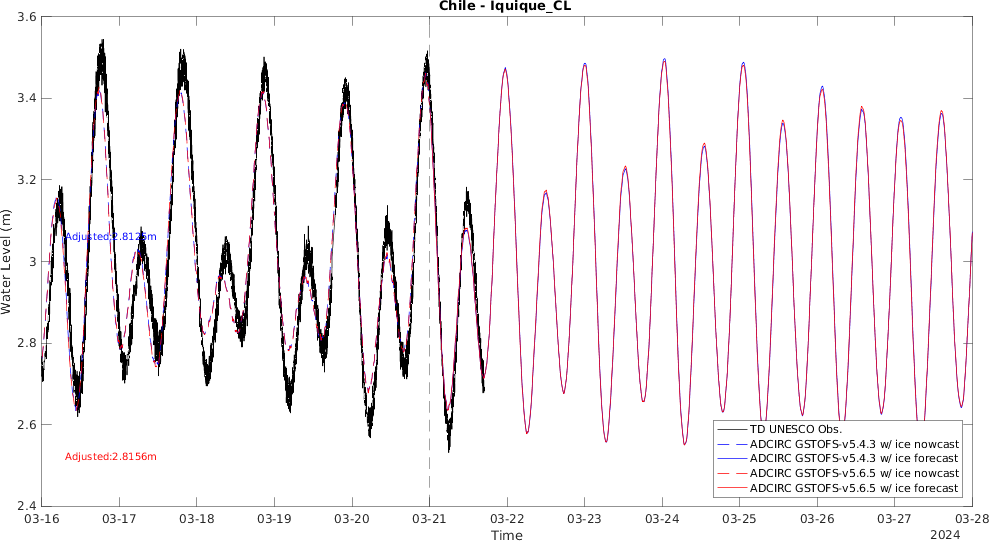 Chile - Iquique_CL
3.6
3.4
3.2
3
2.8
2.6
2.4
Water Level (m)
Adjusted:2.8126m
Adjusted:2.8156m
TD UNESCO Obs.
ADCIRC GSTOFS-v5.4.3 w/ ice nowcast
ADCIRC GSTOFS-v5.4.3 w/ ice forecast
ADCIRC GSTOFS-v5.6.5 w/ ice nowcast
ADCIRC GSTOFS-v5.6.5 w/ ice forecast
03-16 03-17 03-18 03-19 03-20 03-21 03-22 03-23 03-24 03-25 03-26 03-27 03-28
Time
2024